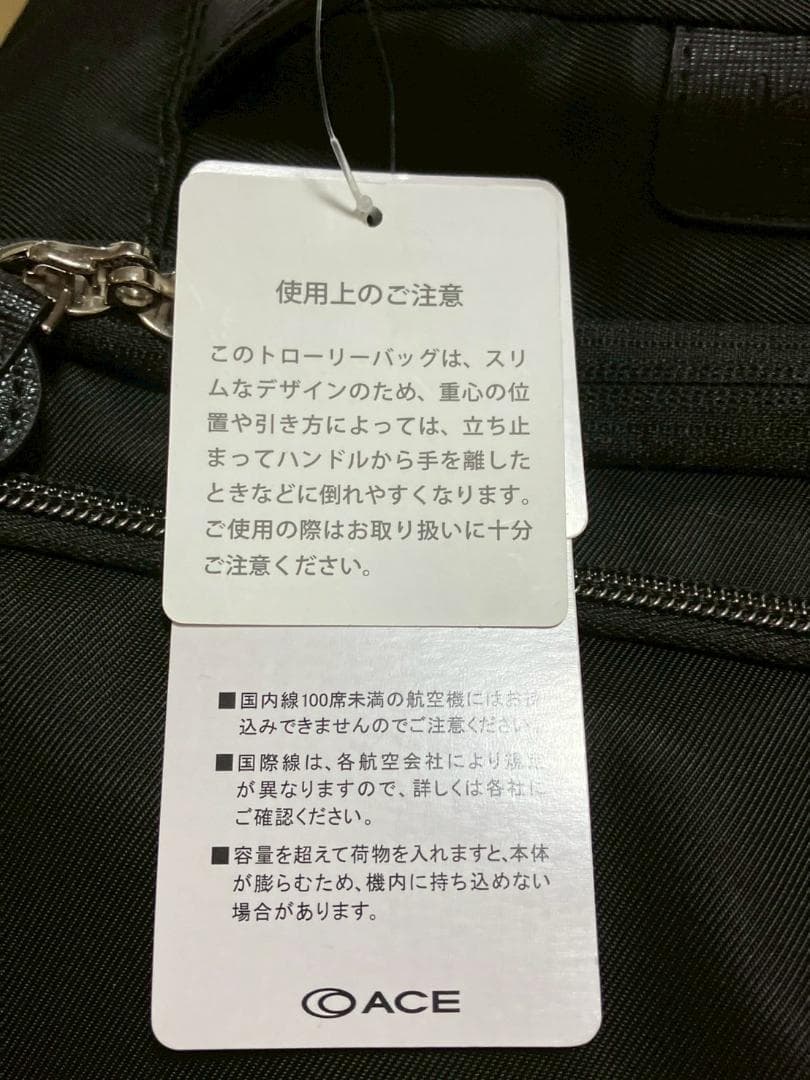 使用上のご注意
このトローリーバッグは、スリ
ムなデザインのため、重心の位
置や引き方によっては、立ち止
まってハンドルから手を離した
ときなどに倒れやすくなります。
ご使用の際はお取り扱いに十分
ご注意ください。
■国内線100席未満の航空機にはお持
込みできませんのでご注意ください。
■国際線は、各航空会社により規定
が異なりますので、詳しくは各社に
ご確認ください。
■容量を超えて荷物を入れますと、本体
が膨らむため、機内に持ち込めない
場合があります。
ACE